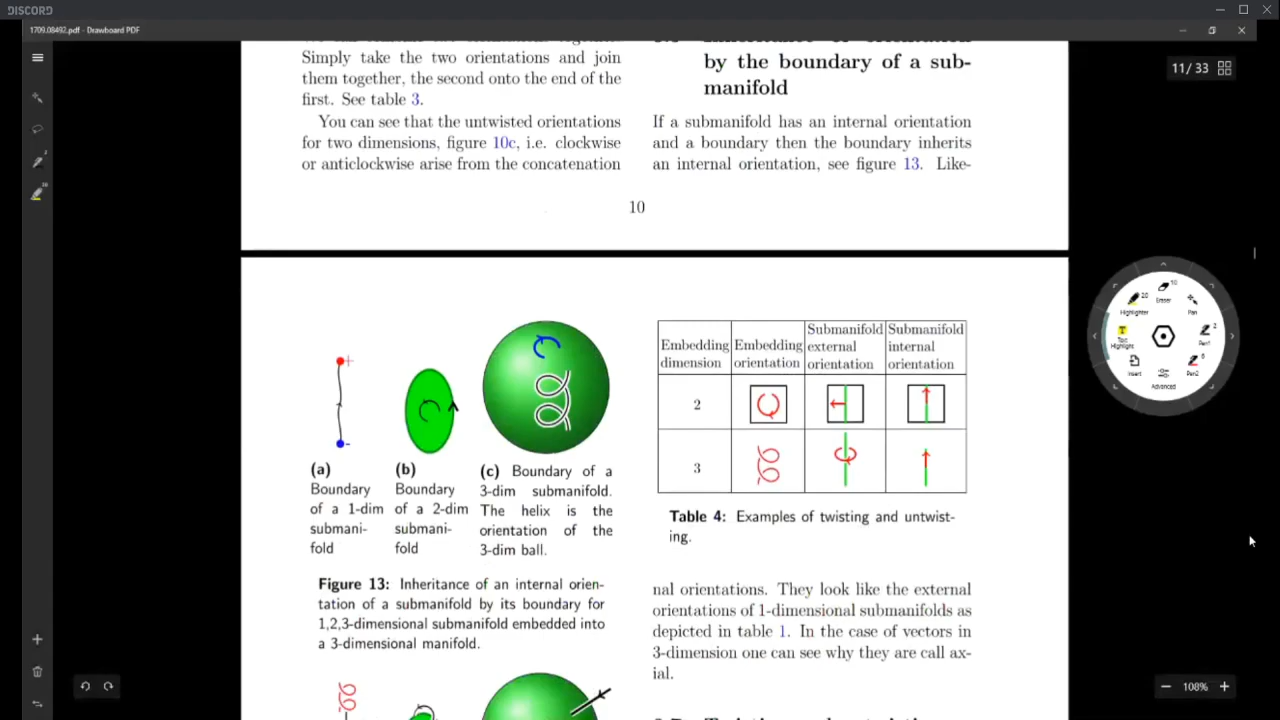 DISCORD
1709.08492.pdf - Drawboard PDF
11/33
Simply take the two orientations and join
them together, the second onto the end of the
first. See table 3.
You can see that the untwisted orientations
for two dimensions, figure 10c, i.e. clockwise
or anticlockwise arise from the concatenation
by the boundary of a sub-
manifold
If a submanifold has an internal orientation
and a boundary then the boundary inherits
an internal orientation, see figure 13. Like-
10
(a)
Boundary
of a 1-dim
submani-
fold
(b)
Boundary
of a 2-dim
submani-
fold
(c) Boundary of a
3-dim submanifold.
The helix is the
orientation of the
3-dim ball.
Figure 13: Inheritance of an internal orien-
tation of a submanifold by its boundary for
1,2,3-dimensional submanifold embedded into
a 3-dimensional manifold.
Embedding dimension
Embedding orientation
Submanifold external orientation
Submanifold internal orientation
2
3
Table 4: Examples of twisting and untwist-
ing.
nal orientations. They look like the external
orientations of 1-dimensional submanifolds as
depicted in table 1. In the case of vectors in
3-dimension one can see why they are call ax-
ial.
Highlighter
Eraser
Pan
Pen1
Pen2
Advanced
Insert
Text Highlight
108%